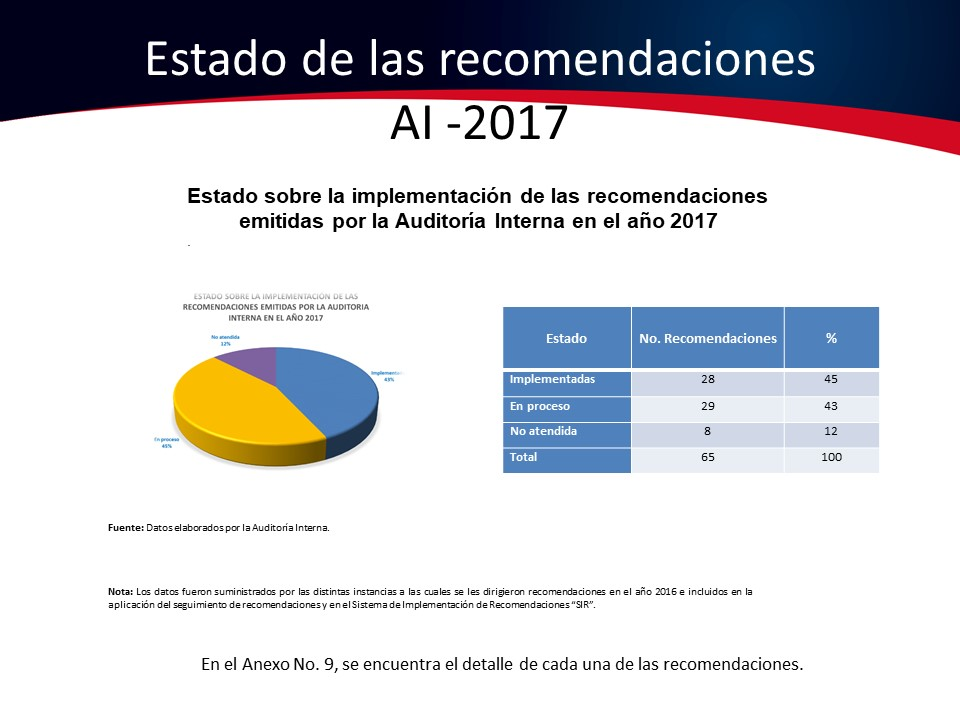 Estado de las recomendaciones
AI -2017
Estado sobre la implementación de las recomendaciones
emitidas por la Auditoría Interna en el año 2017
.
ESTADO SOBRE LA IMPLEMENTACIÓN DE LAS
RECOMENDACIONES EMITIDAS POR LA AUDITORIA
INTERNA EN EL AÑO 2017
No atendida
12%
Implementadas
43%
En proceso
45%
Estado No. Recomendaciones %
Implementadas 28 45
En proceso 29 43
No atendida 8 12
Total 65 100
Fuente: Datos elaborados por la Auditoría Interna.
Nota: Los datos fueron suministrados por las distintas instancias a las cuales se les dirigieron recomendaciones en el año 2016 e incluidos en la
aplicación del seguimiento de recomendaciones y en el Sistema de Implementación de Recomendaciones “SIR”.
En el Anexo No. 9, se encuentra el detalle de cada una de las recomendaciones.